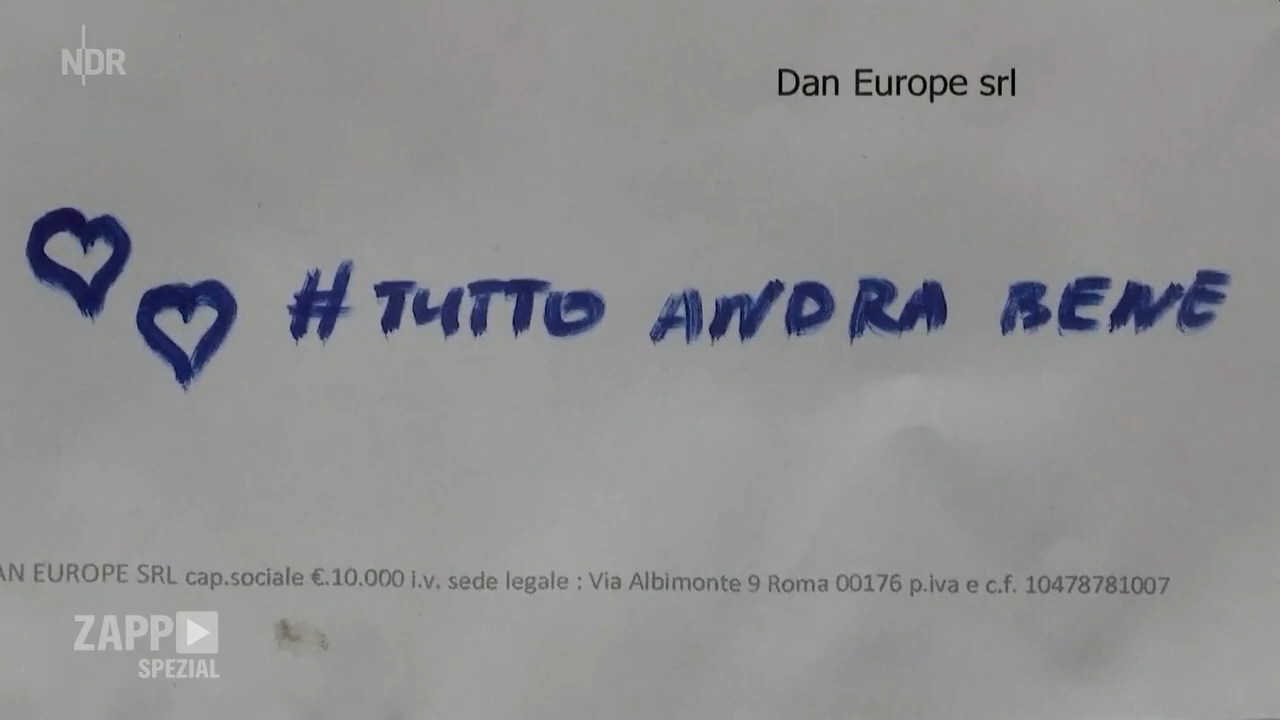 NDR
Dan Europe srl
# TUTTO ANDRA BENE
AN EUROPE SRL cap.sociale €.10.000 i.v. sede legale : Via Albimonte 9 Roma 00176 p.iva e c.f. 10478781007
ZAPP
SPEZIAL